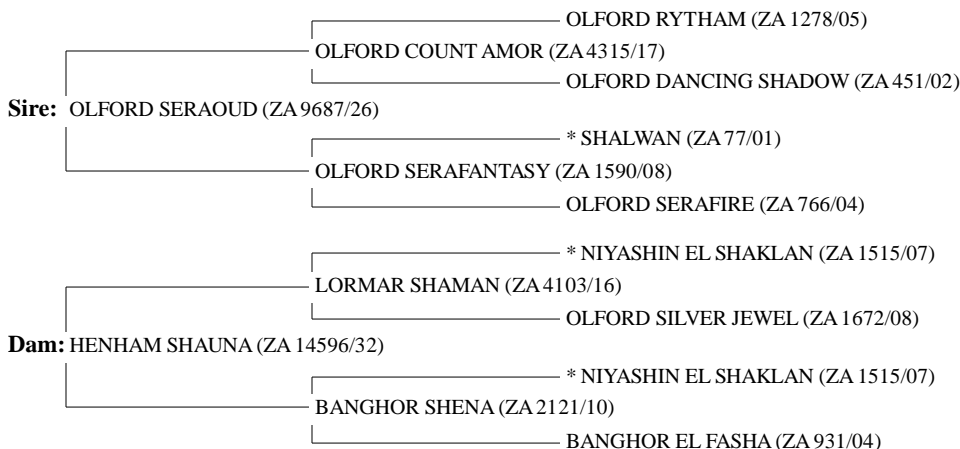 OLFORD RYTHAM (ZA 1278/05)
OLFORD COUNT AMOR (ZA 4315/17)
OLFORD DANCING SHADOW (ZA 451/02)
Sire: OLFORD SERAOUD (ZA 9687/26)
* SHALWAN (ZA 77/01)
OLFORD SERAFANTASY (ZA 1590/08)
OLFORD SERAFIRE (ZA 766/04)
* NIYASHIN EL SHAKLAN (ZA 1515/07)
LORMAR SHAMAN (ZA 4103/16)
OLFORD SILVER JEWEL (ZA 1672/08)
Dam: HENHAM SHAUNA (ZA 14596/32)
* NIYASHIN EL SHAKLAN (ZA 1515/07)
BANGHOR SHENA (ZA 2121/10)
BANGHOR EL FASHA (ZA 931/04)